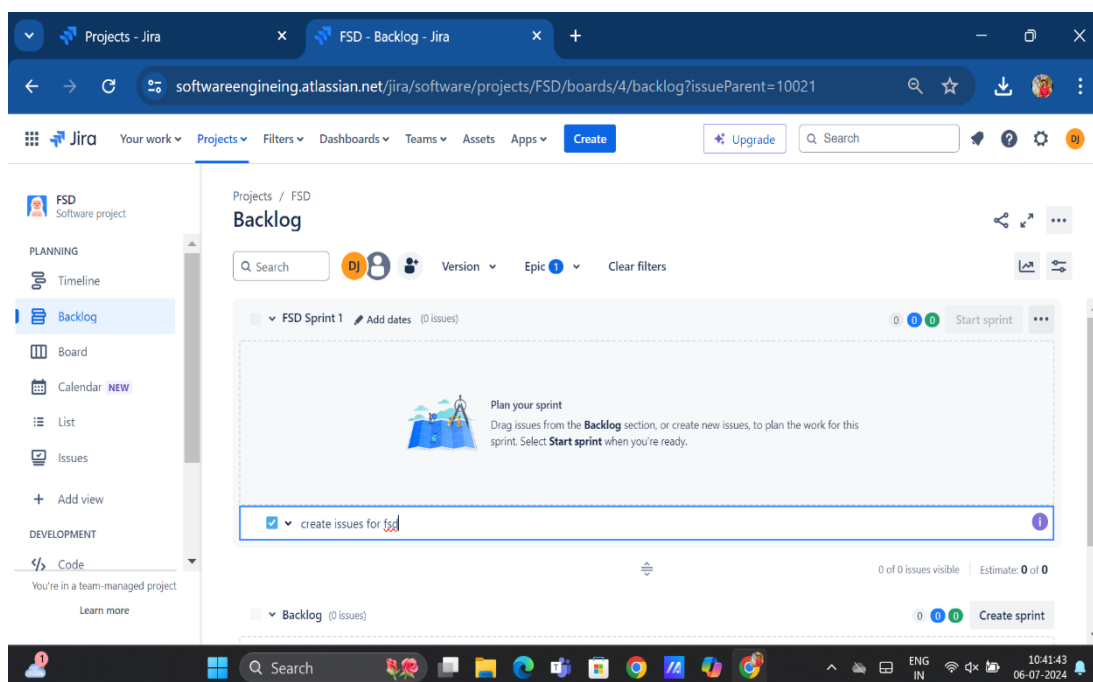 Projects - Jira
FSD - Backlog - Jira
softwareengineing.atlassian.net/jira/software/projects/FSD/boards/4/backlog?issueParent=10021
Jira Your work Projects Filters Dashboards Teams Assets Apps Create Upgrade Search DJ
FSD
Software project
PLANNING
Timeline
Backlog
Board
Calendar NEW
List
Issues
Add view
DEVELOPMENT
Code
You're in a team-managed project
Learn more
Projects / FSD
Backlog
Search DJ Version Epic 1 Clear filters
FSD Sprint 1 Add dates (0 issues) 0 0 0 Start sprint
Plan your sprint
Drag issues from the Backlog section, or create new issues, to plan the work for this
sprint. Select Start sprint when you're ready.
create issues for fsd
0 of 0 issues visible Estimate: 0 of 0
Backlog (0 issues) 0 0 0 Create sprint
1 Search ENG 10:41:43
IN 06-07-2024